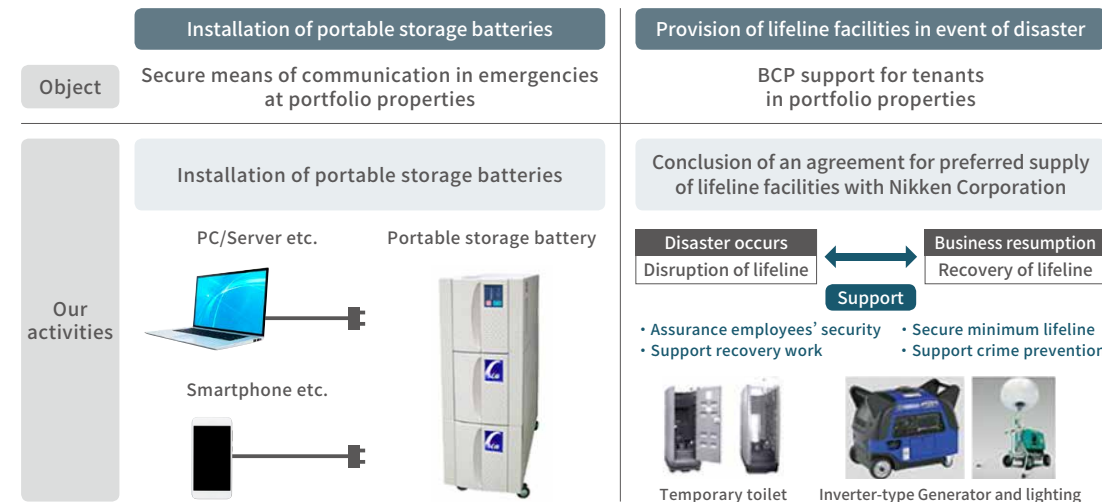 Installation of portable storage batteries
Provision of lifeline facilities in event of disaster
Object
Secure means of communication in emergencies
at portfolio properties
BCP support for tenants
in portfolio properties
Our
activities
Installation of portable storage batteries
PC/Server etc.
Portable storage battery
Smartphone etc.
Conclusion of an agreement for preferred supply
of lifeline facilities with Nikken Corporation
Disaster occurs
Disruption of lifeline
Business resumption
Recovery of lifeline
Support
・Assurance employees’ security
・Support recovery work
・Secure minimum lifeline
・Support crime prevention
Temporary toilet
Inverter-type Generator and lighting